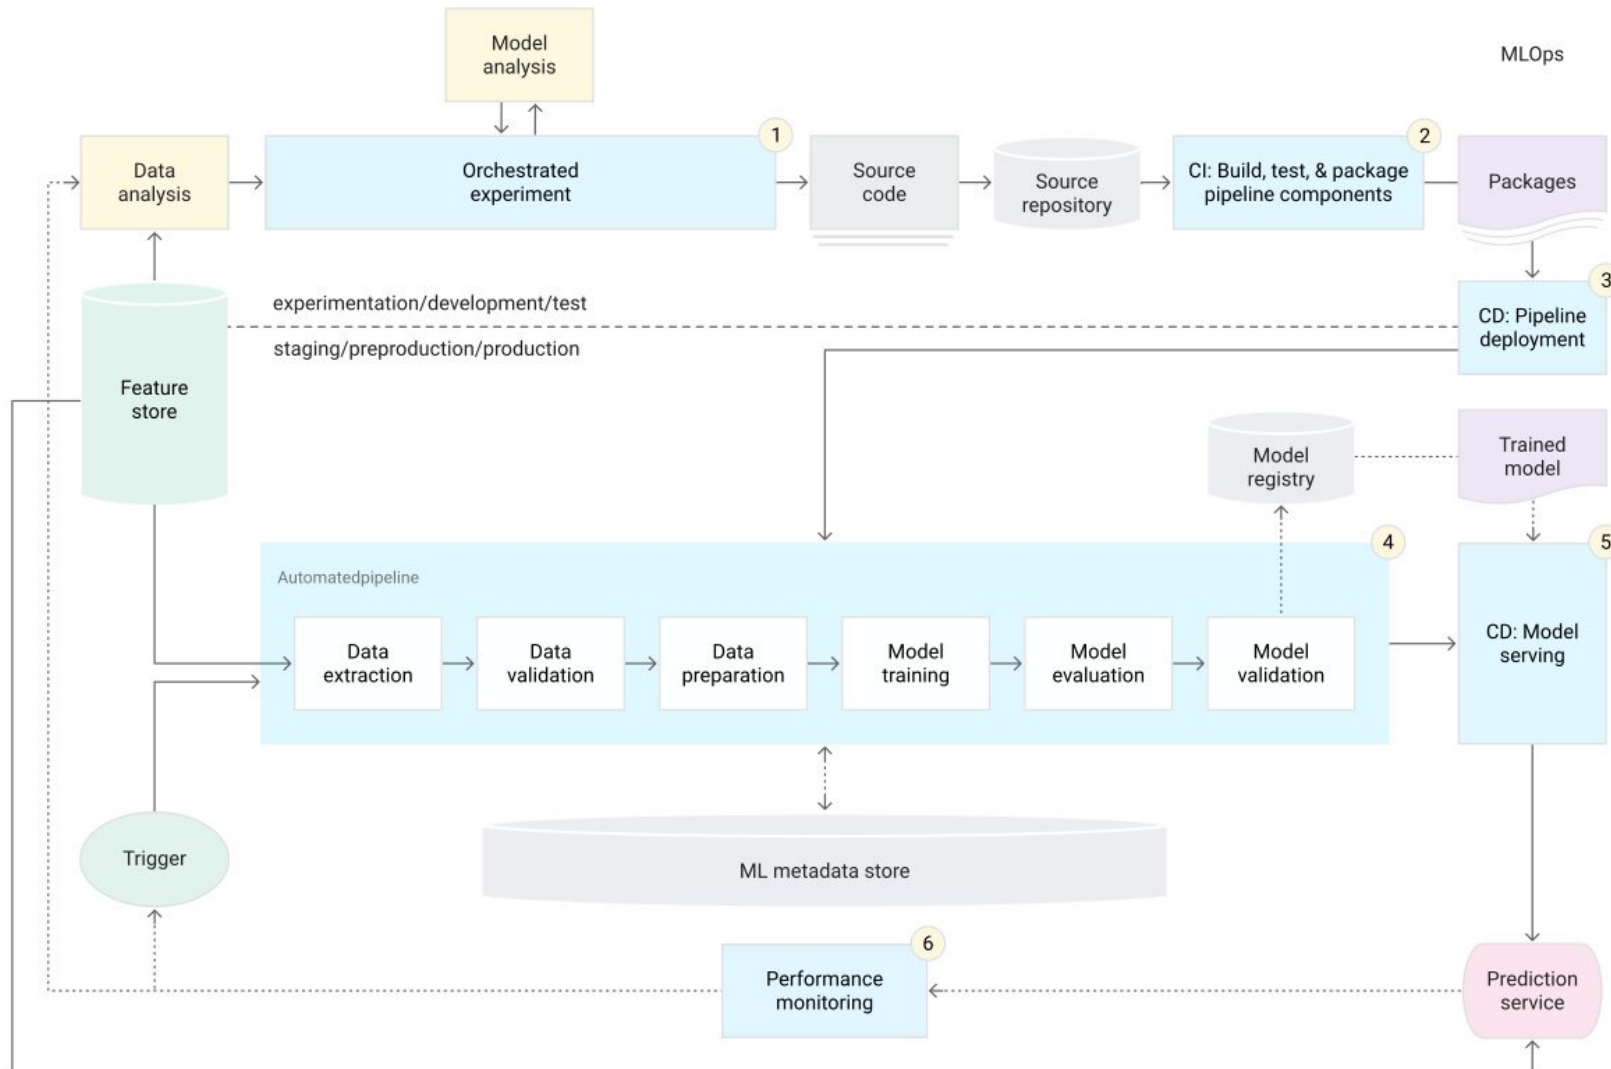 Model
analysis
MLOps
1
2
Data
analysis
Orchestrated
experiment
Source
code
Source
repository
CI: Build, test, & package
pipeline components
Packages
3
experimentation/development/test
staging/preproduction/production
CD: Pipeline
deployment
Feature
store
Model
registry
Trained
model
4
5
Automatedpipeline
Data
extraction
Data
validation
Data
preparation
Model
training
Model
evaluation
Model
validation
CD: Model
serving
Trigger
ML metadata store
6
Performance
monitoring
Prediction
service